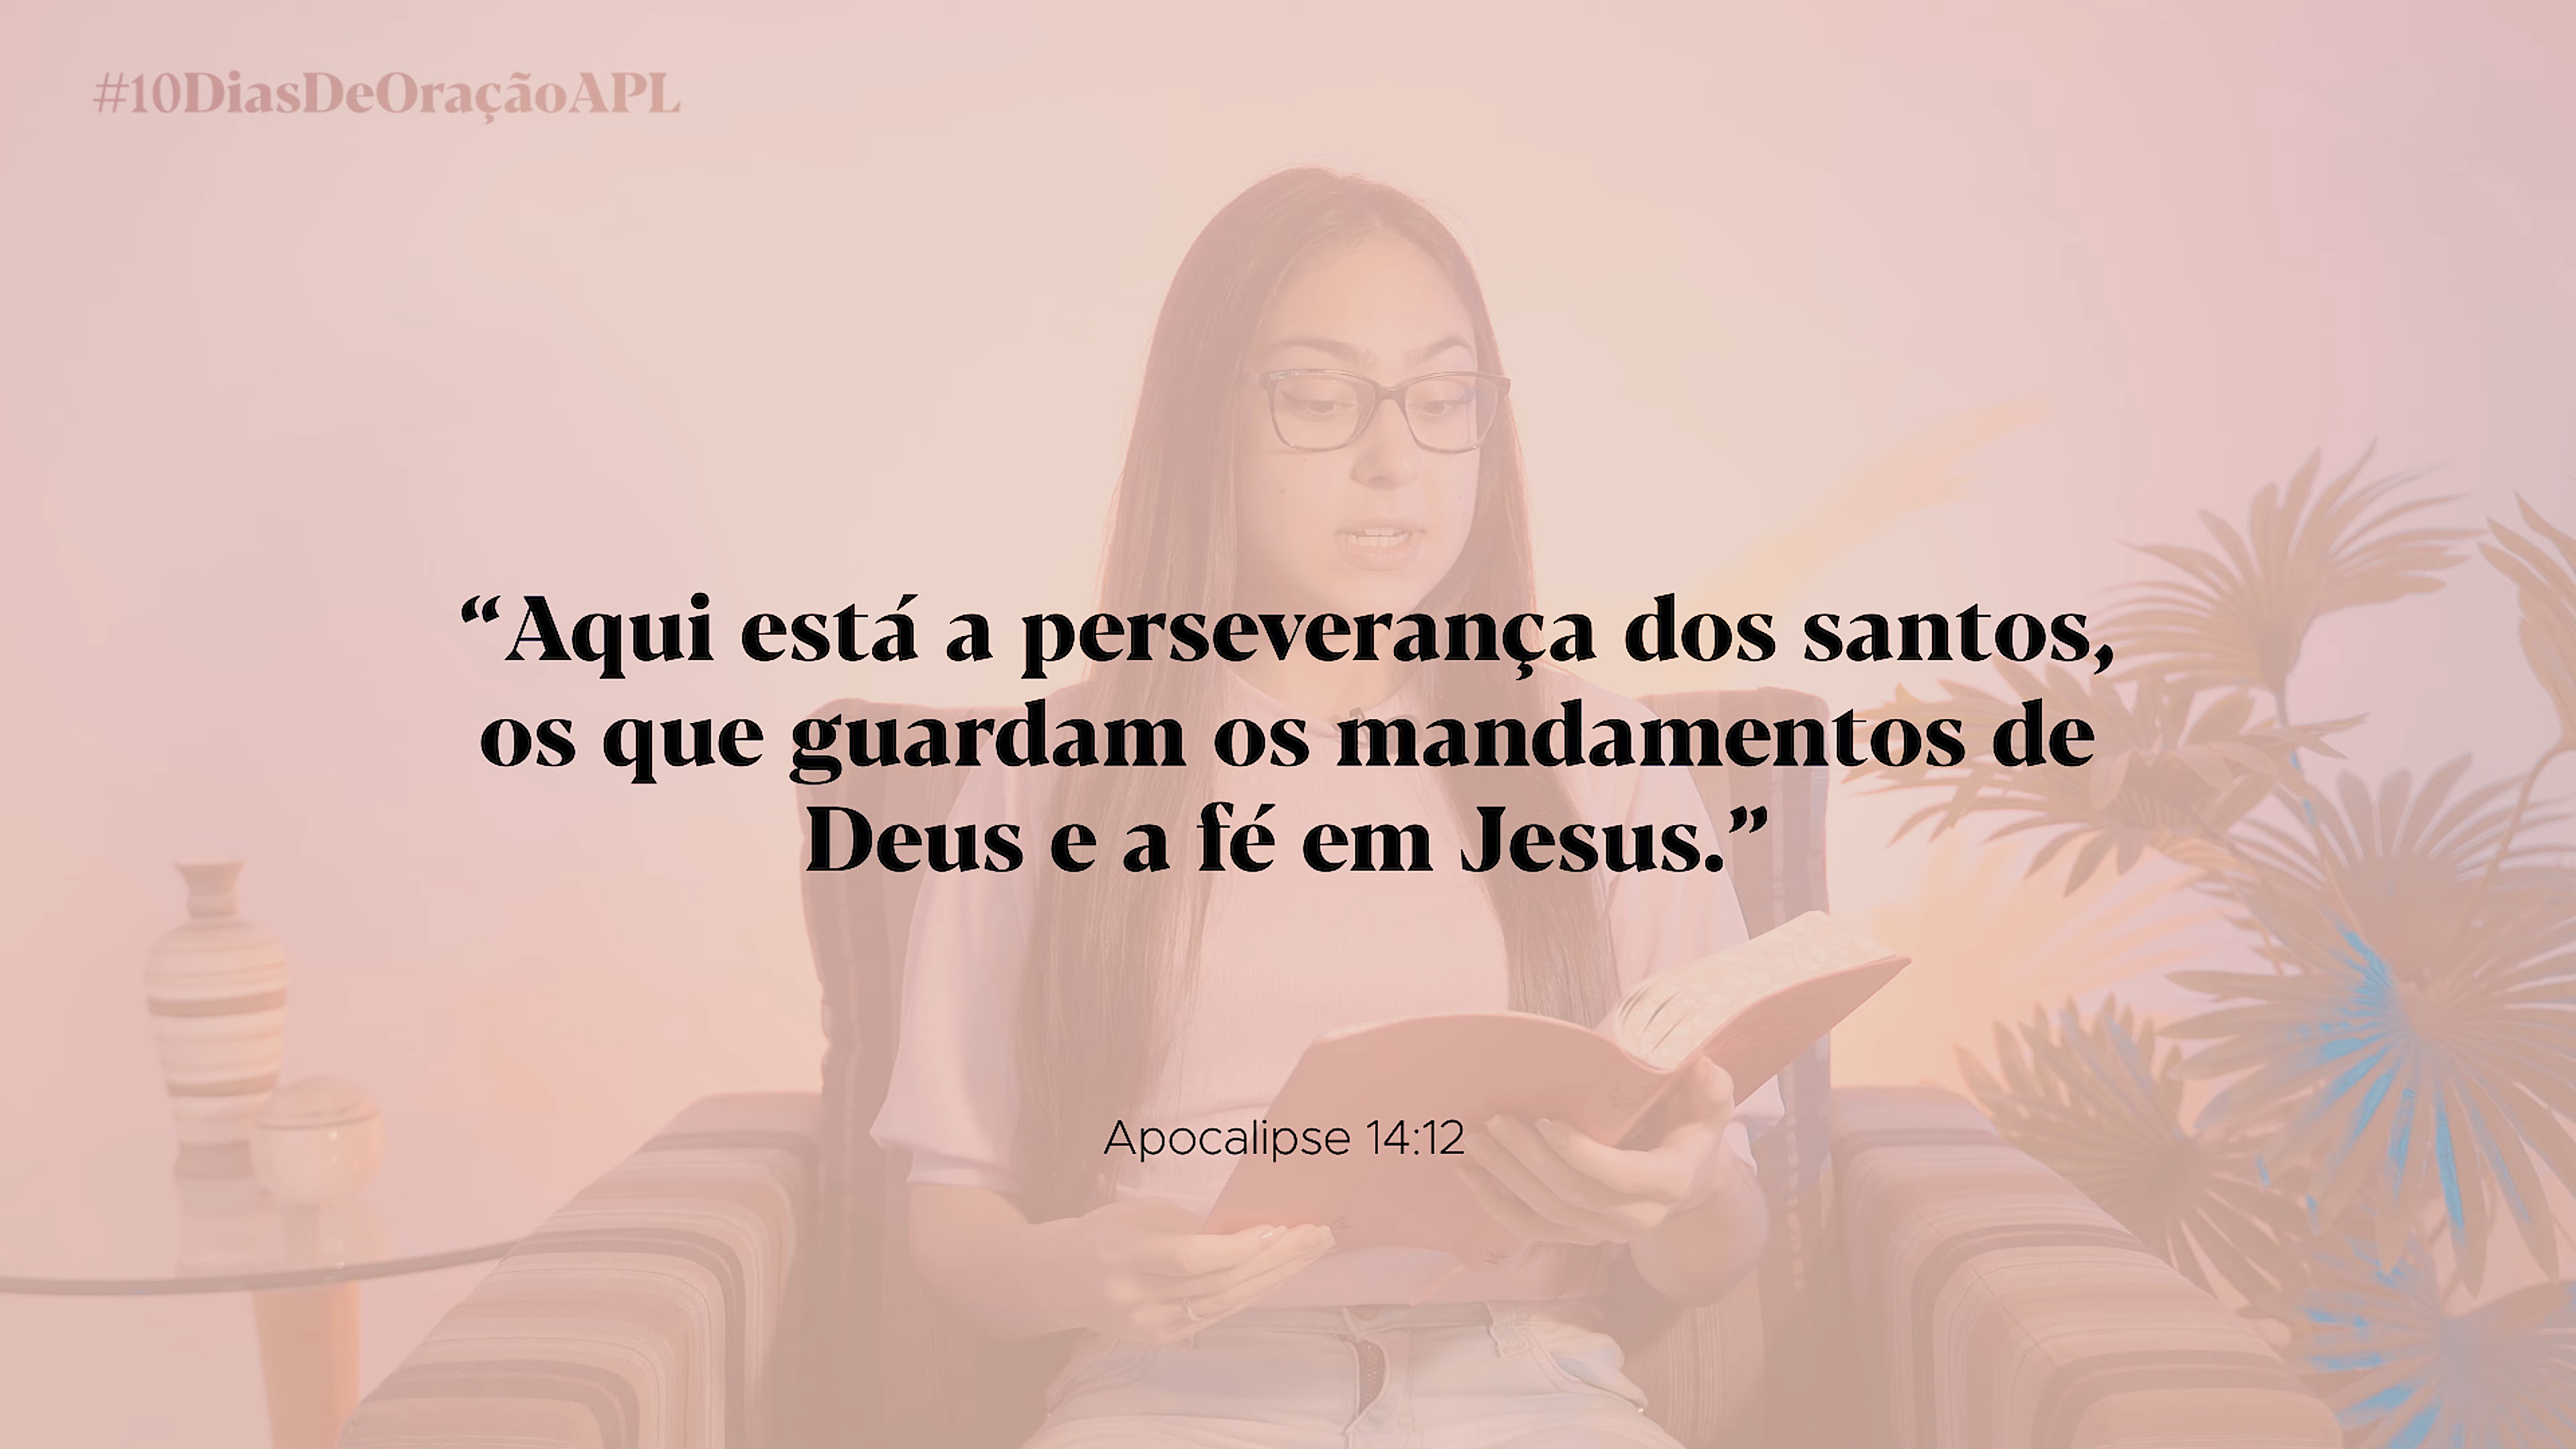 #10DiasDeOraçãoAPL
“Aqui está a perseverança dos santos,
os que guardam os mandamentos de
Deus e a fé em Jesus.”
Apocalipse 14:12